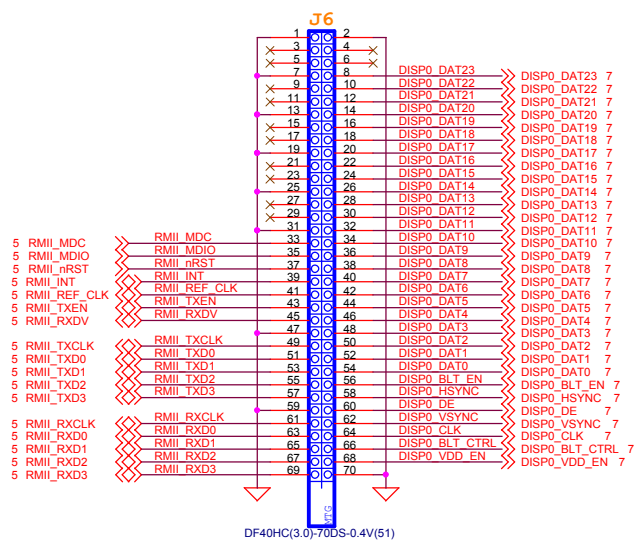 J6
1 2
3 4
5 6
7 8 DISP0_DAT23 DISP0_DAT23 7
9 10 DISP0_DAT22 DISP0_DAT22 7
11 12 DISP0_DAT21 DISP0_DAT21 7
13 14 DISP0_DAT20 DISP0_DAT20 7
15 16 DISP0_DAT19 DISP0_DAT19 7
17 18 DISP0_DAT18 DISP0_DAT18 7
19 20 DISP0_DAT17 DISP0_DAT17 7
21 22 DISP0_DAT16 DISP0_DAT16 7
23 24 DISP0_DAT15 DISP0_DAT15 7
25 26 DISP0_DAT14 DISP0_DAT14 7
27 28 DISP0_DAT13 DISP0_DAT13 7
29 30 DISP0_DAT12 DISP0_DAT12 7
31 32 DISP0_DAT11 DISP0_DAT11 7
5 RMII_MDC RMII_MDC 33 34 DISP0_DAT10 DISP0_DAT10 7
5 RMII_MDIO RMII_MDIO 35 36 DISP0_DAT9 DISP0_DAT9 7
5 RMII_nRST RMII_nRST 37 38 DISP0_DAT8 DISP0_DAT8 7
5 RMII_INT RMII_INT 39 40 DISP0_DAT7 DISP0_DAT7 7
5 RMII_REF_CLK RMII_REF_CLK 41 42 DISP0_DAT6 DISP0_DAT6 7
5 RMII_TXEN RMII_TXEN 43 44 DISP0_DAT5 DISP0_DAT5 7
5 RMII_RXDV RMII_RXDV 45 46 DISP0_DAT4 DISP0_DAT4 7
47 48 DISP0_DAT3 DISP0_DAT3 7
5 RMII_TXCLK RMII_TXCLK 49 50 DISP0_DAT2 DISP0_DAT2 7
5 RMII_TXD0 RMII_TXD0 51 52 DISP0_DAT1 DISP0_DAT1 7
5 RMII_TXD1 RMII_TXD1 53 54 DISP0_DAT0 DISP0_DAT0 7
5 RMII_TXD2 RMII_TXD2 55 56 DISP0_BLT_EN DISP0_BLT_EN 7
5 RMII_TXD3 RMII_TXD3 57 58 DISP0_HSYNC DISP0_HSYNC 7
59 60 DISP0_DE DISP0_DE 7
5 RMII_RXCLK RMII_RXCLK 61 62 DISP0_VSYNC DISP0_VSYNC 7
5 RMII_RXD0 RMII_RXD0 63 64 DISP0_CLK DISP0_CLK 7
5 RMII_RXD1 RMII_RXD1 65 66 DISP0_BLT_CTRL DISP0_BLT_CTRL 7
5 RMII_RXD2 RMII_RXD2 67 68 DISP0_VDD_EN DISP0_VDD_EN 7
5 RMII_RXD3 RMII_RXD3 69 70
MTG
DF40HC(3.0)-70DS-0.4V(51)